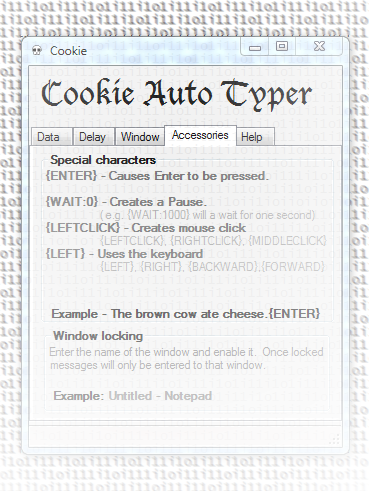 Cookie
Cookie Auto Typer
Data Delay Window Accessories Help
Special characters
{ENTER} - Causes Enter to be pressed.
{WAIT:0} - Creates a Pause.
( e.g. {WAIT:1000} will a wait for one second)
{LEFTCLICK} - Creates mouse click
{LEFTCLICK}, {RIGHTCLICK}, {MIDDLECLICK}
{LEFT} - Uses the keyboard
{LEFT}, {RIGHT}, {BACKWARD},{FORWARD}
Example - The brown cow ate cheese.{ENTER}
Window locking
Enter the name of the window and enable it. Once locked
messages will only be entered to that window.
Example: Untitled - Notepad